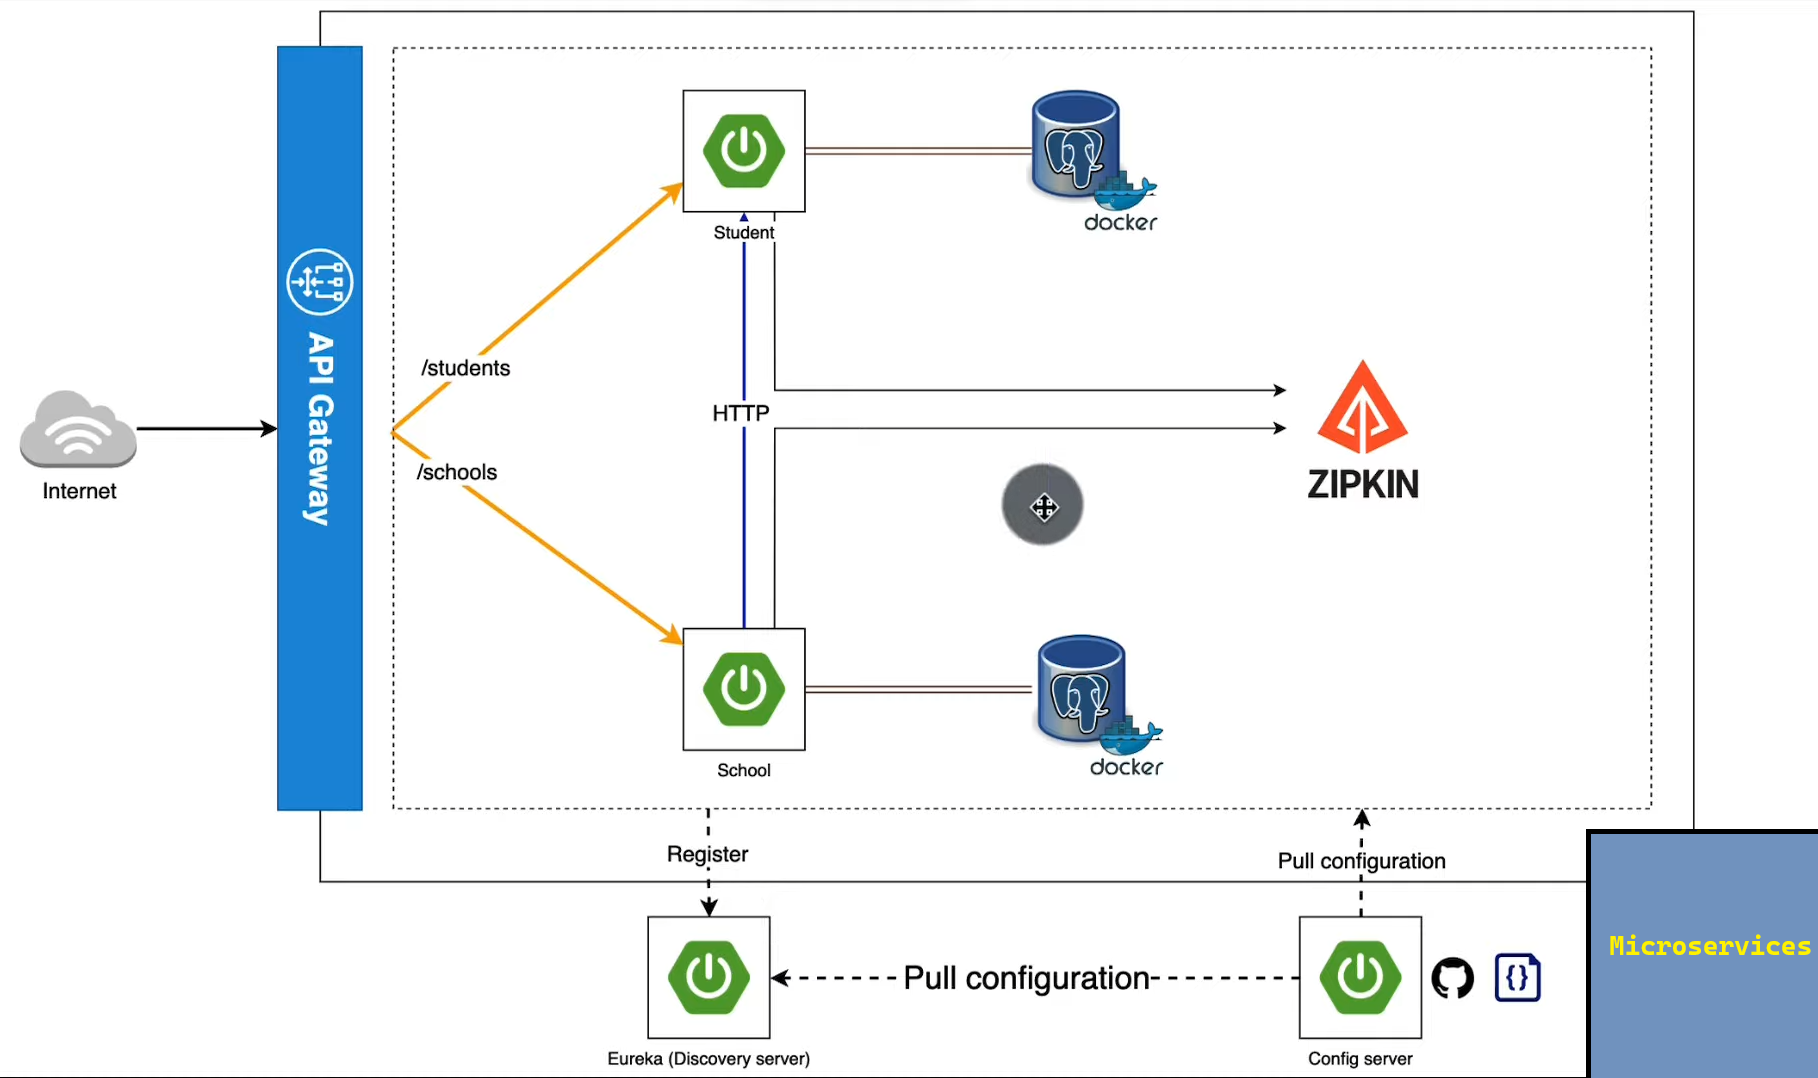 Student
docker
/students
API Gateway
HTTP
/schools
Internet
ZIPKIN
School
docker
Register
Pull configuration
Microservices
Pull configuration
{}
Eureka (Discovery server)
Config server